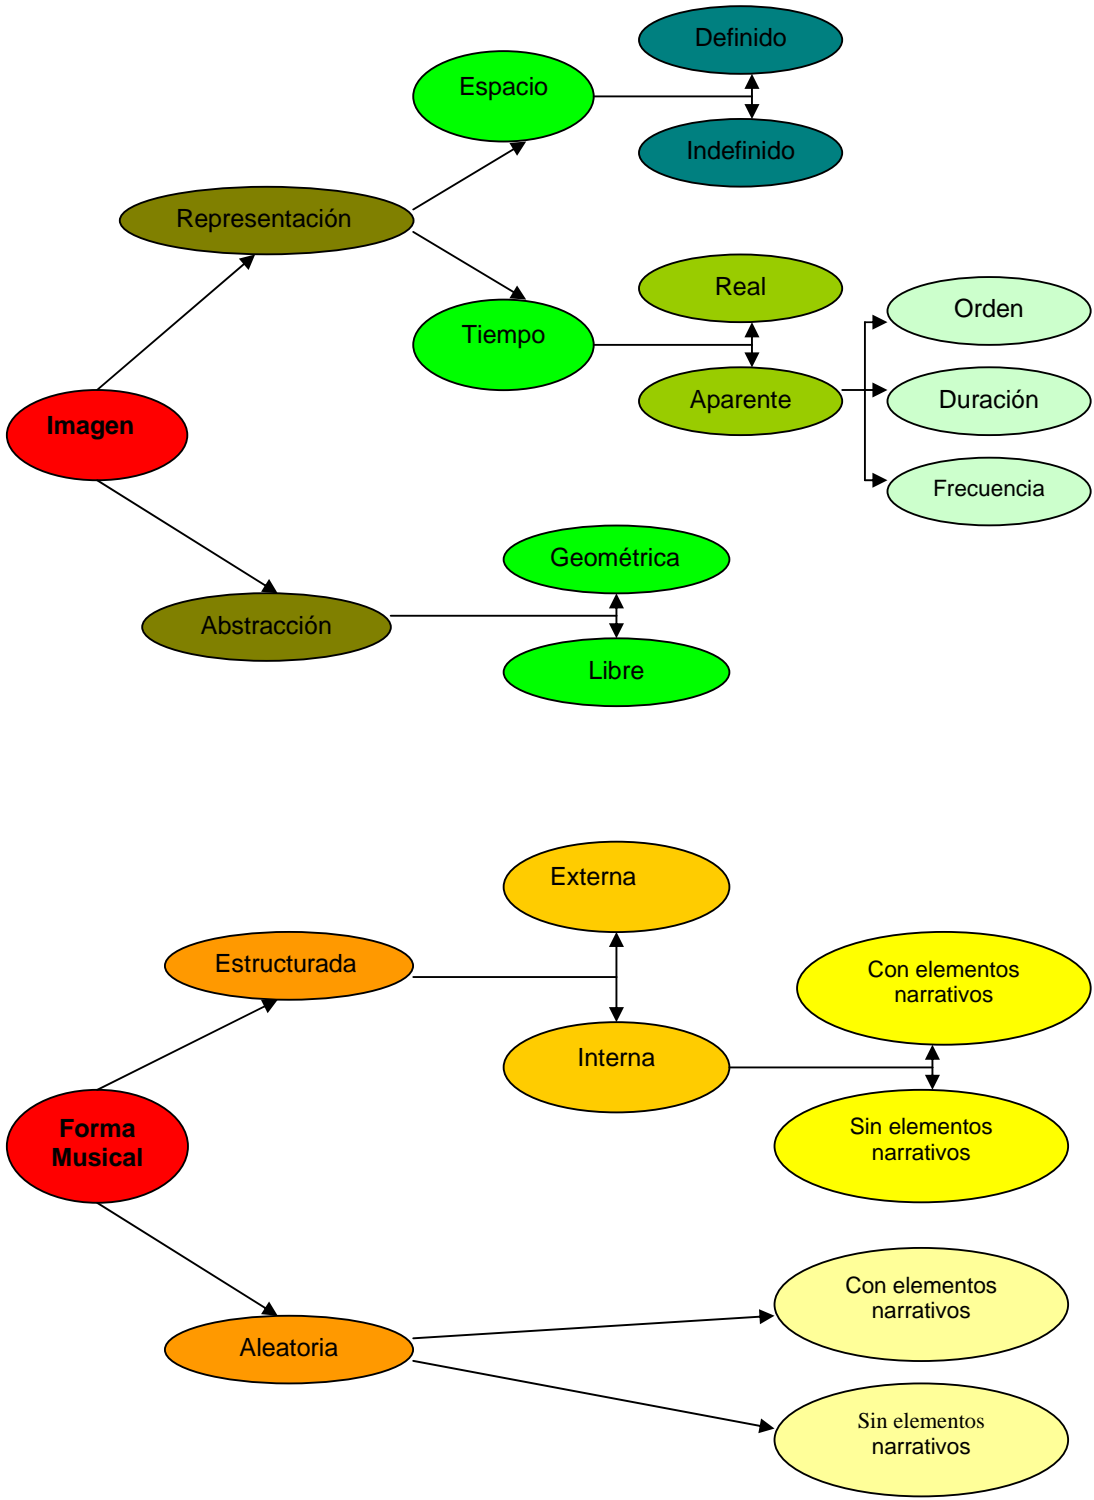 Definido
Espacio
Indefinido
Representación
Real
Orden
Tiempo
Aparente
Duración
Imagen
Frecuencia
Geométrica
Abstracción
Libre
Externa
Estructurada
Con elementos
narrativos
Interna
Forma
Musical
Sin elementos
narrativos
Con elementos
narrativos
Aleatoria
Sin elementos
narrativos